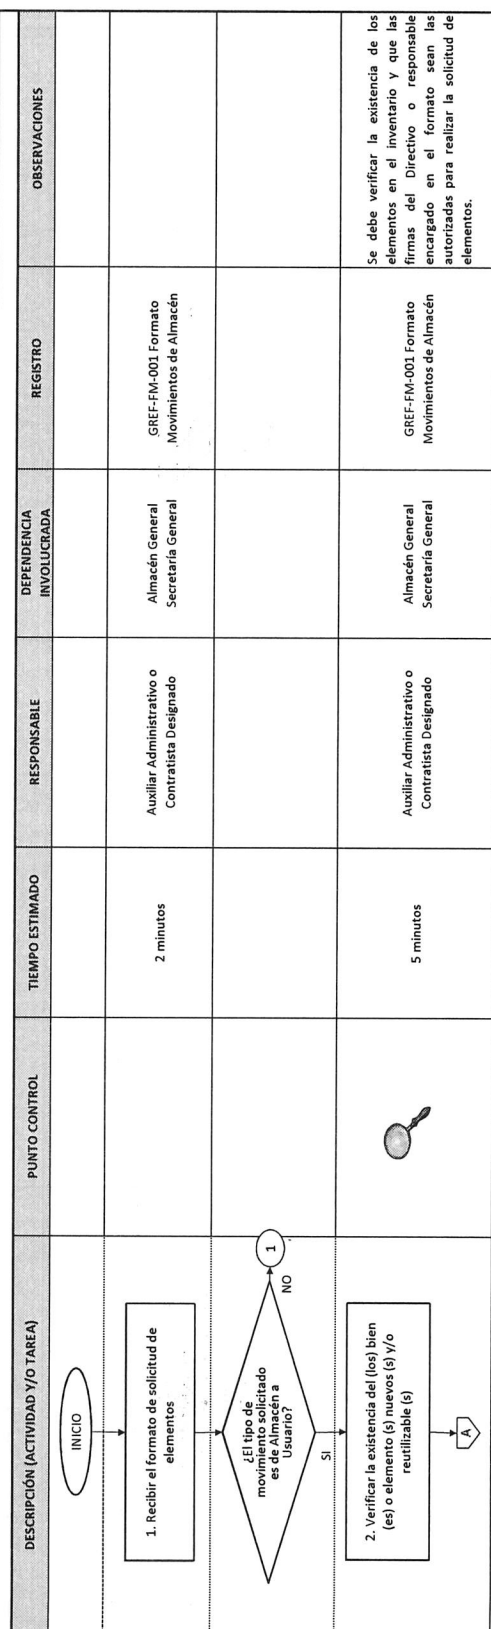 DESCRIPCIÓN (ACTIVIDAD Y/O TAREA)
PUNTO CONTROL
TIEMPO ESTIMADO
RESPONSABLE
DEPENDENCIA
INVOLUCRADA
REGISTRO
OBSERVACIONES
INICIO
1. Recibir el formato de solicitud de
elementos
2 minutos
Auxiliar Administrativo o
Contratista Designado
Almacén General
Secretaría General
GREF-FM-001 Formato
Movimientos de Almacén
¿El tipo de
movimiento solicitado
es de Almacén a
Usuario?
NO
1
SI
2. Verificar la existencia del (los) bien
(es) o elemento (s) nuevos (s) y/o
reutilizable (s)
5 minutos
Auxiliar Administrativo o
Contratista Designado
Almacén General
Secretaría General
GREF-FM-001 Formato
Movimientos de Almacén
Se debe verificar la existencia de los
elementos en el inventario y que las
firmas del Directivo o responsable
encargado en el formato sean las
autorizadas para realizar la solicitud de
elementos.
A